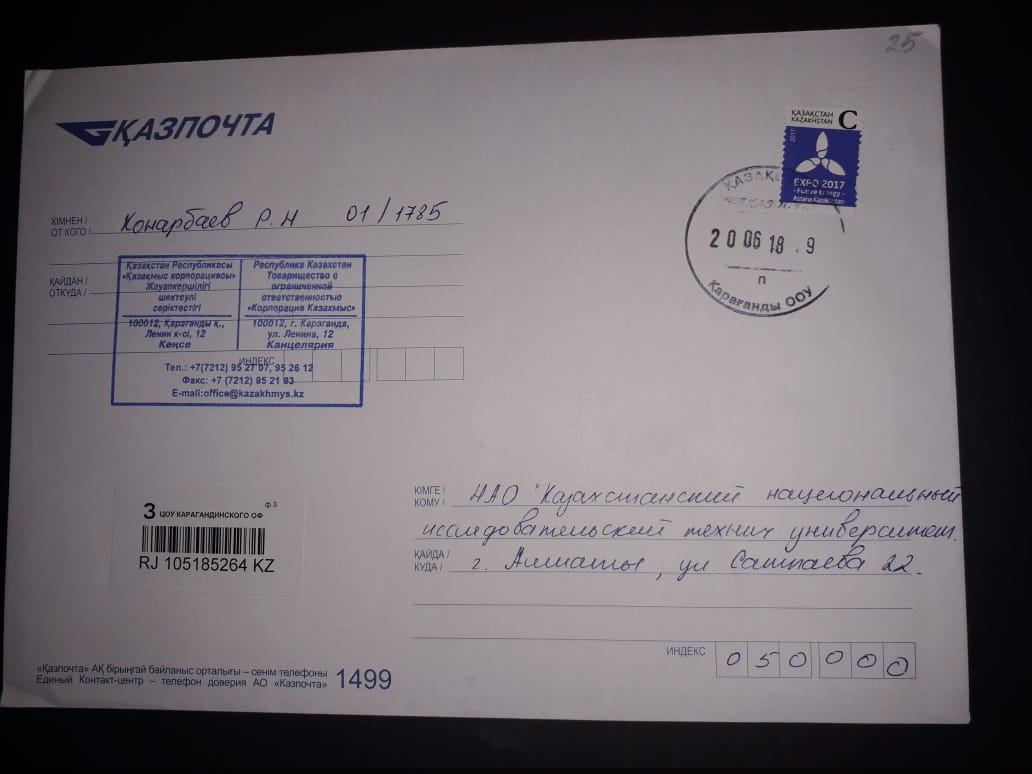 25
ҚАЗПОЧТА
ҚАЗАҚСТАН
KAZAKHSTAN
C
2017
EXPO 2017
Future Energy
Astana Kazakhstan
20 06 18 . 9
п
Қарағанды ООУ
КІМНЕН /
ОТ КОГО /
Конарбаев Р. Н 01/1785
ҚАЙДАН /
ОТКУДА /
Қазақстан Республикасы
«Қазақмыс корпорациясы»
Жауапкершілігі
шектеулі
серіктестігі
100012, Қарағанды қ.,
Ленин к-сі, 12
Кеңсе
Республика Казахстан
Товарищество с
ограниченной
ответственностью
«Корпорация Казахмыс»
100012, г. Караганда,
ул. Ленина, 12
Канцелярия
ИНДЕКС
Тел.: +7(7212) 95 27 07, 95 26 12
Факс: +7 (7212) 95 21 93
E-mail:office@kazakhmys.kz
З ЦОУ КАРАГАНДИНСКОГО ОФ
ф.3
RJ 105185264 KZ
КІМГЕ /
КОМУ /
НАО "Казахстанский национальный
исследовательский технич. университет.
ҚАЙДА /
КУДА /
г. Алматы, ул Сатпаева 22.
ИНДЕКС 050000
«Қазпочта» АҚ бірыңғай байланыс орталығы – сенім телефоны
Единый Контакт-центр – телефон доверия АО «Казпочта» 1499